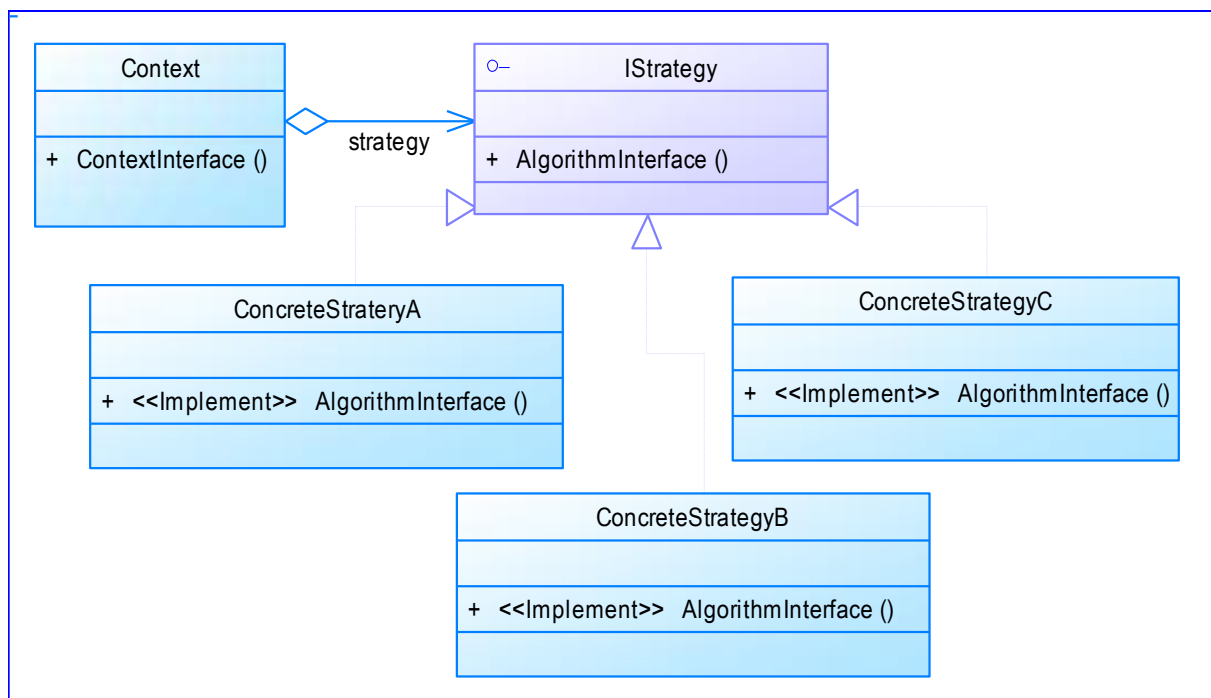 Context
+ ContextInterface ()
strategy
IStrategy
+ AlgorithmInterface ()
ConcreteStrateryA
+ <<Implement>> AlgorithmInterface ()
ConcreteStrategyC
+ <<Implement>> AlgorithmInterface ()
ConcreteStrategyB
+ <<Implement>> AlgorithmInterface ()